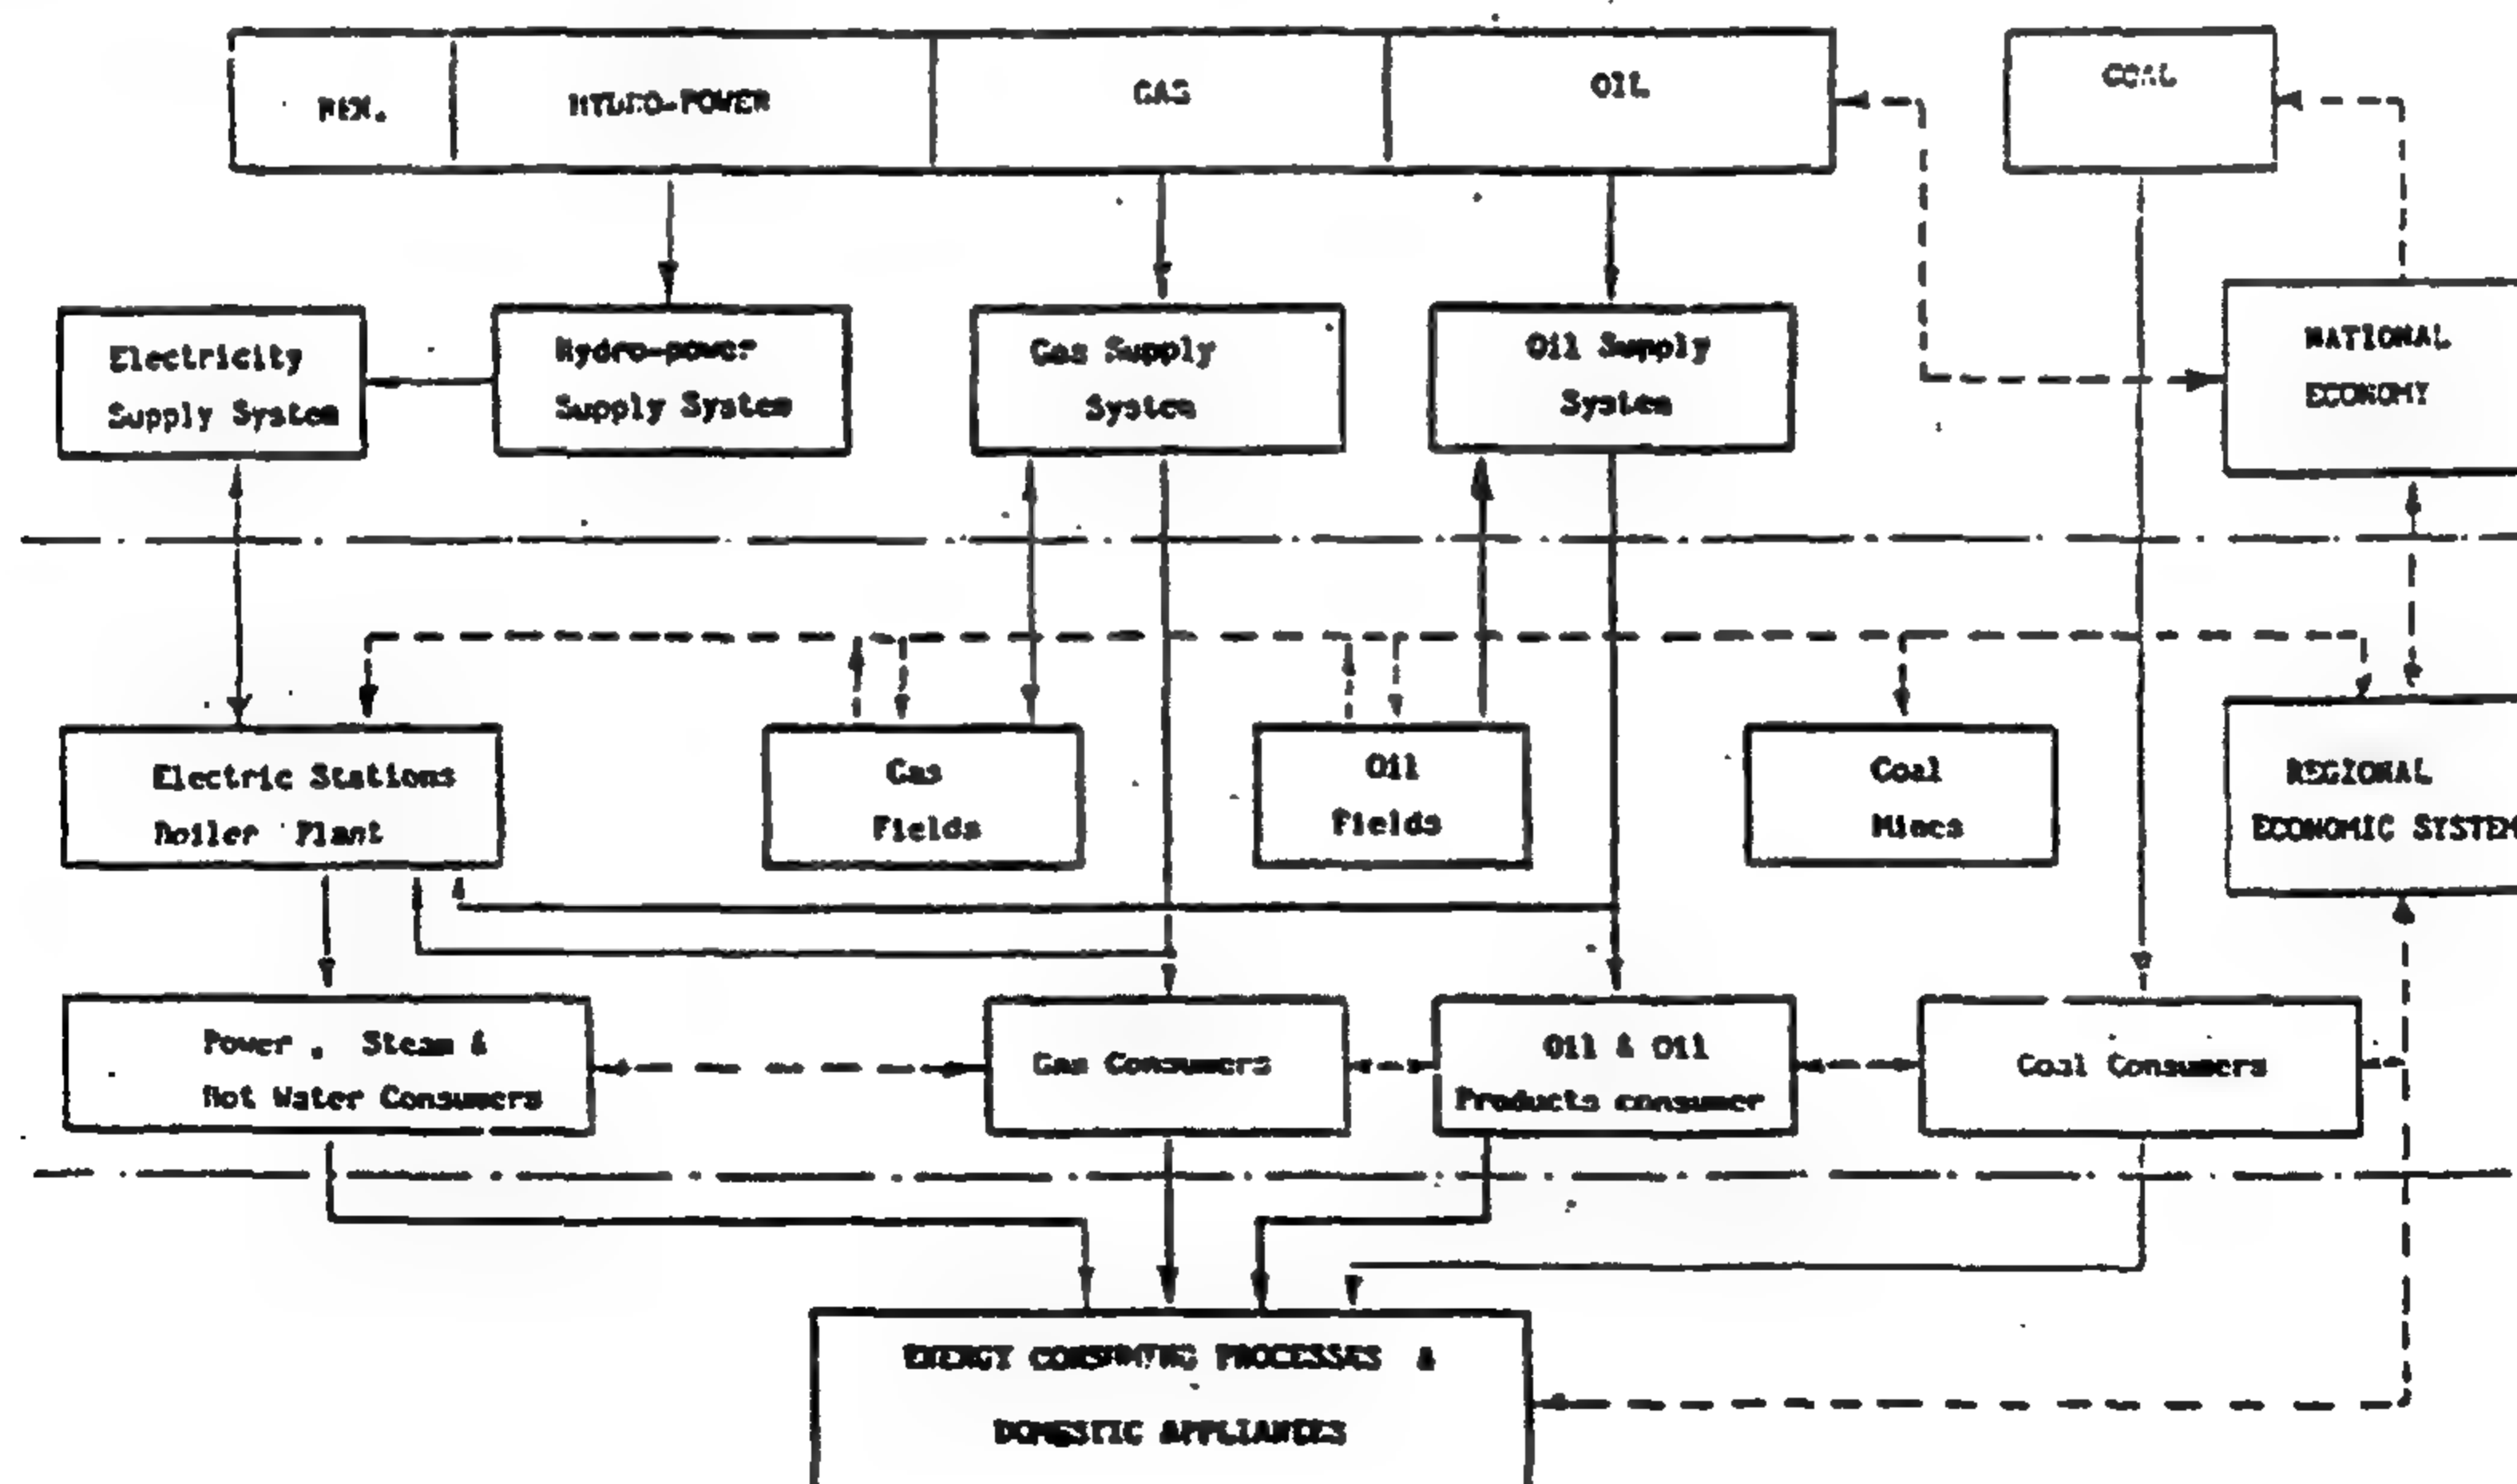 HYDRO-POWER
GAS
OIL
COAL
Electricity
Supply System
Hydro-power
Supply System
Gas Supply
System
Oil Supply
System
NATIONAL
ECONOMY
Electric Stations
Boiler Plant
Gas
Fields
Oil
Fields
Coal
Mines
REGIONAL
ECONOMIC SYSTEM
Power, Steam &
Hot Water Consumers
Gas Consumers
Oil & Oil
Products consumer
Coal Consumers
ENERGY CONSUMING PROCESSES &
DOMESTIC APPLIANCES